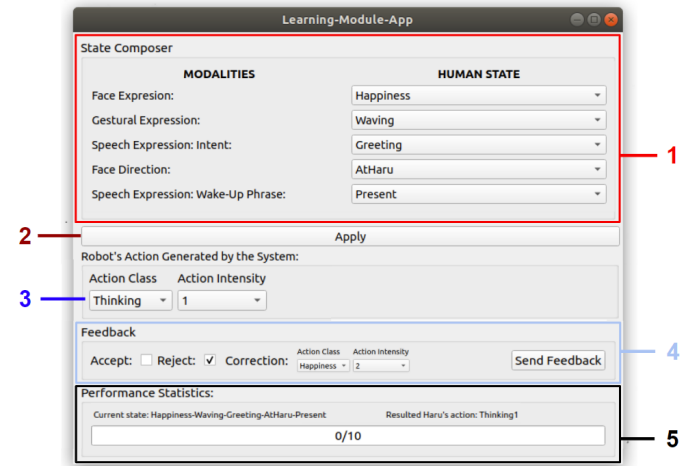 Learning-Module-App
State Composer
MODALITIES HUMAN STATE
Face Expresion: Happiness
Gestural Expression: Waving
Speech Expression: Intent: Greeting
1
Face Direction: AtHaru
Speech Expression: Wake-Up Phrase: Present
2 Apply
Robot's Action Generated by the System:
Action Class Action Intensity
3 Thinking 1
Feedback
4
Action Class Action Intensity
Accept: Reject: Correction: Happiness 2 Send Feedback
Performance Statistics:
Current state: Happiness-Waving-Greeting-AtHaru-Present Resulted Haru's action: Thinking1
0/10 5